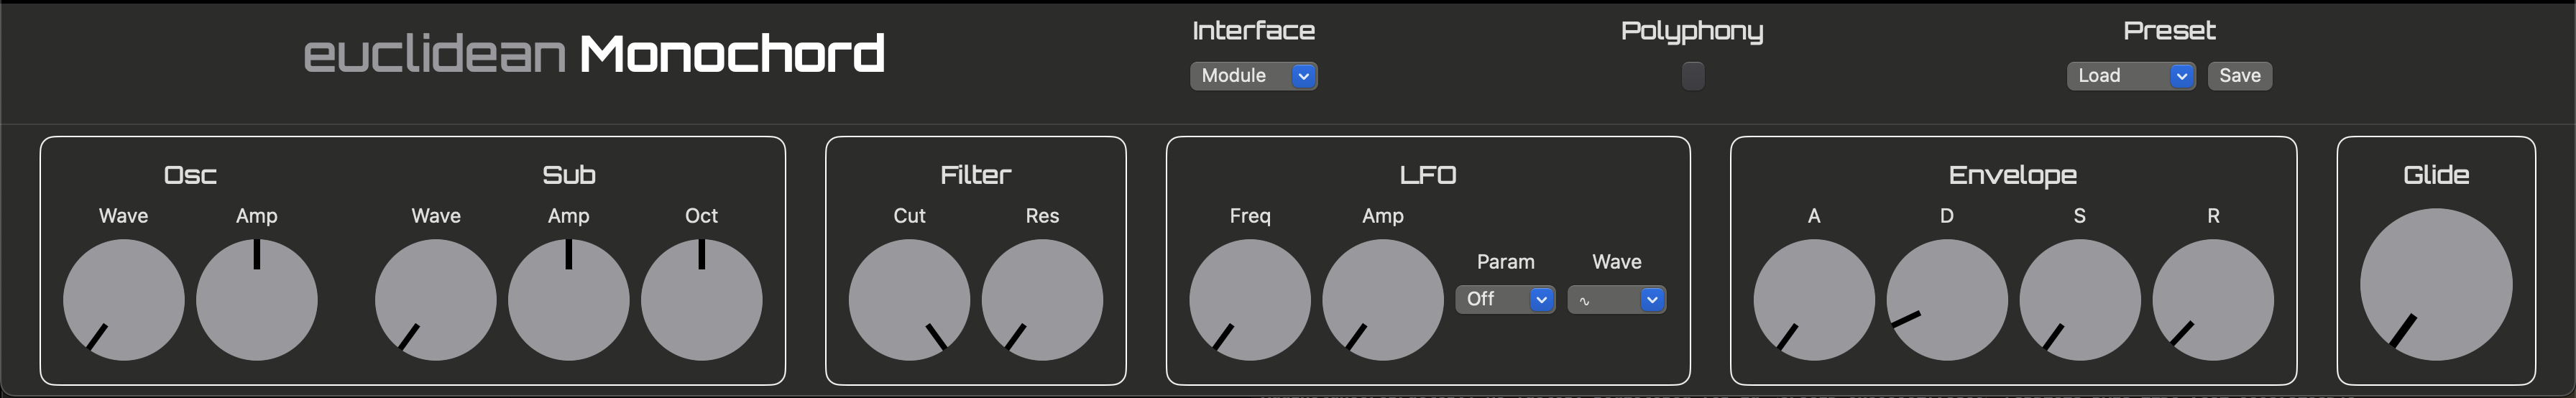 euclidean Monochord
Interface
Module
Polyphony
Preset
Load
Save
Osc
Wave
Amp
Sub
Wave
Amp
Oct
Filter
Cut
Res
LFO
Freq
Amp
Param
Off
Wave
∿
Envelope
A
D
S
R
Glide